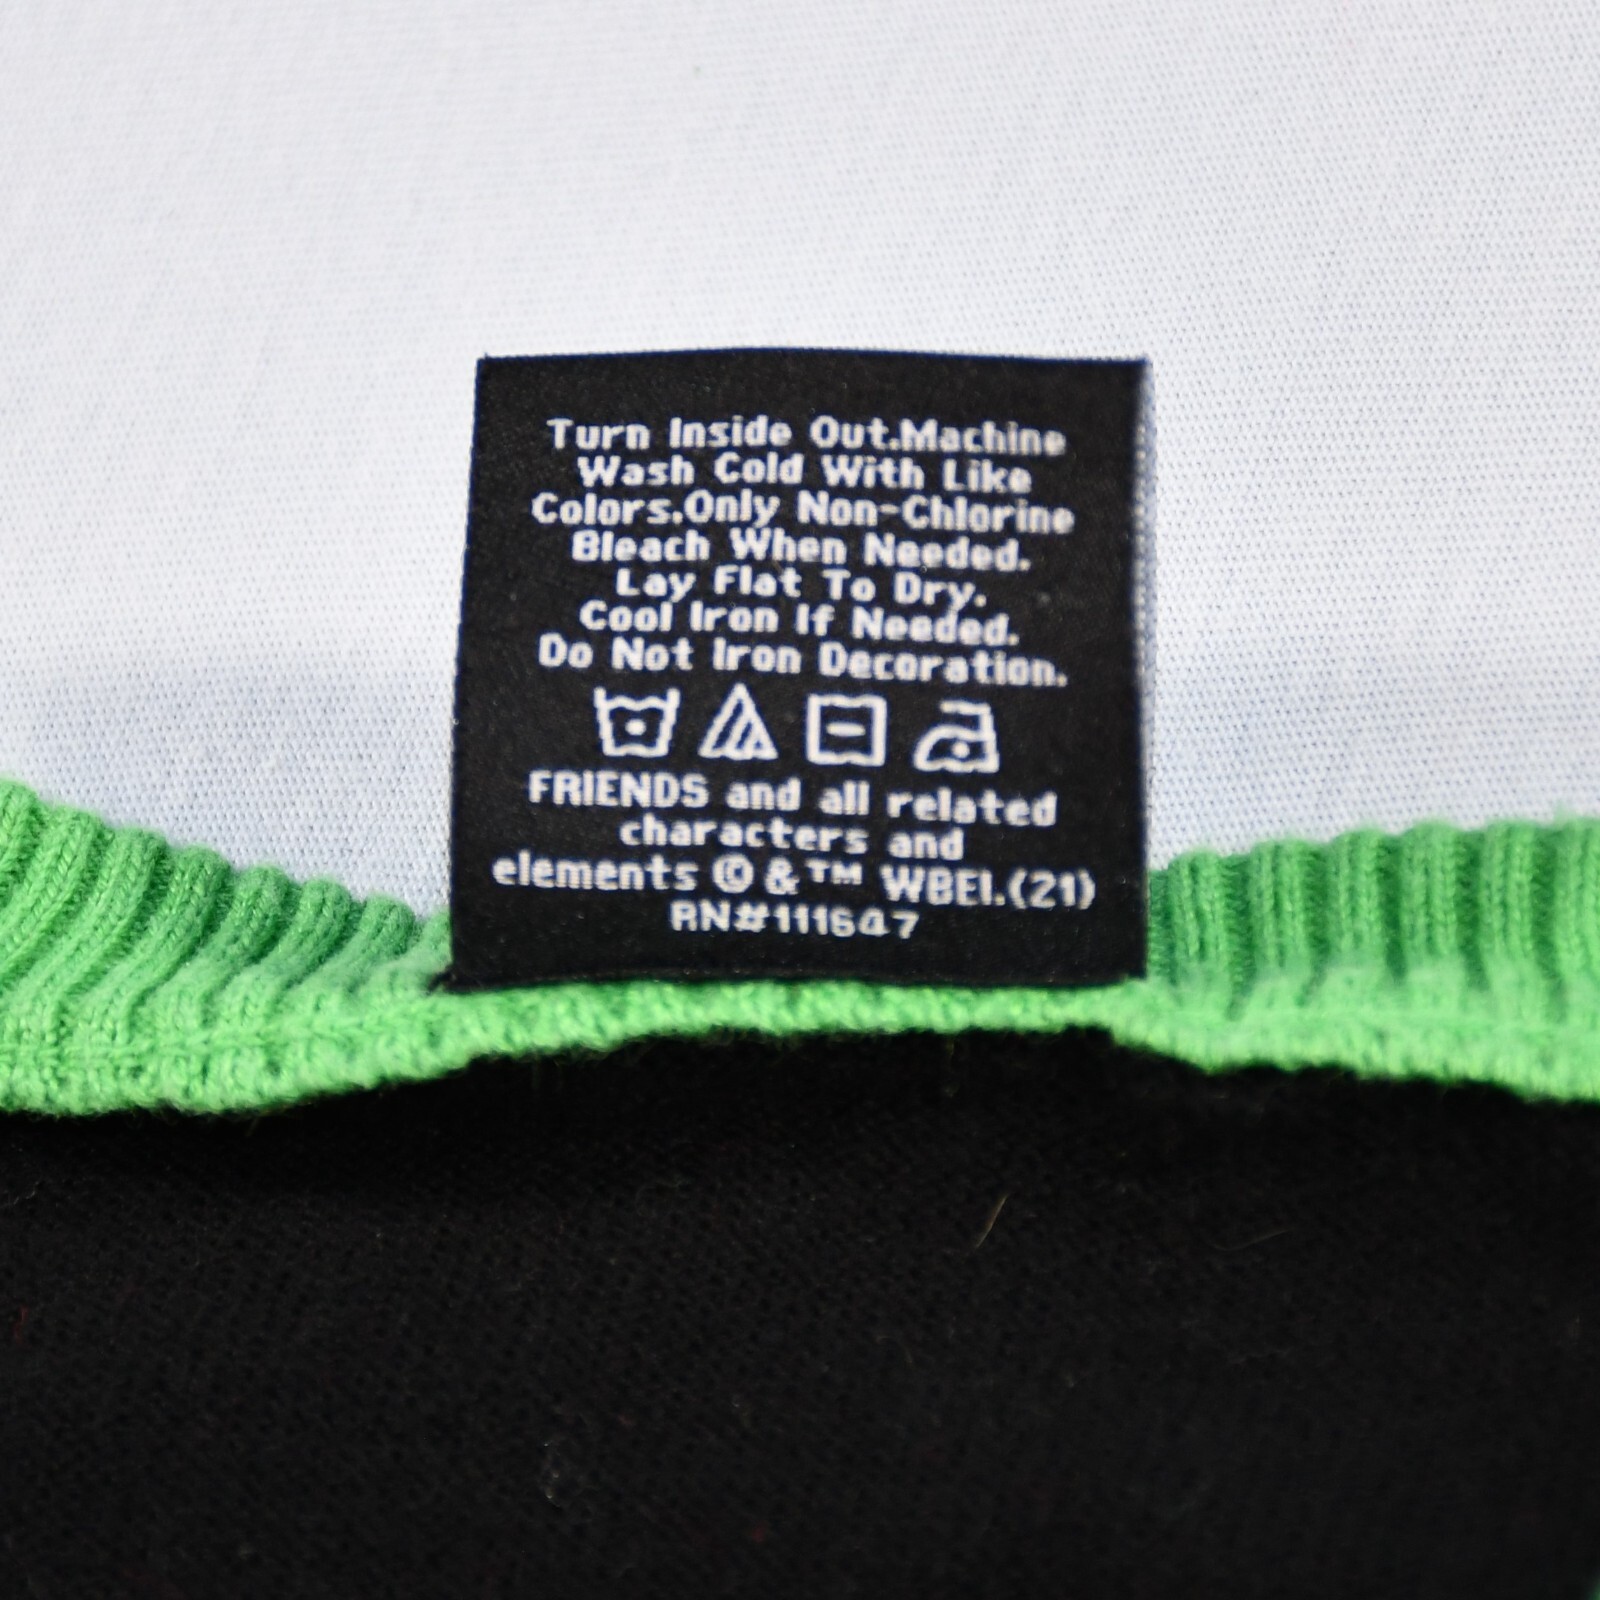 Turn Inside Out.Machine
Wash Cold With Like
Colors.Only Non-Chlorine
Bleach When Needed.
Lay Flat To Dry.
Cool Iron If Needed.
Do Not Iron Decoration.
FRIENDS and all related
characters and
elements © & ™ WBEI.(21)
RN#111647